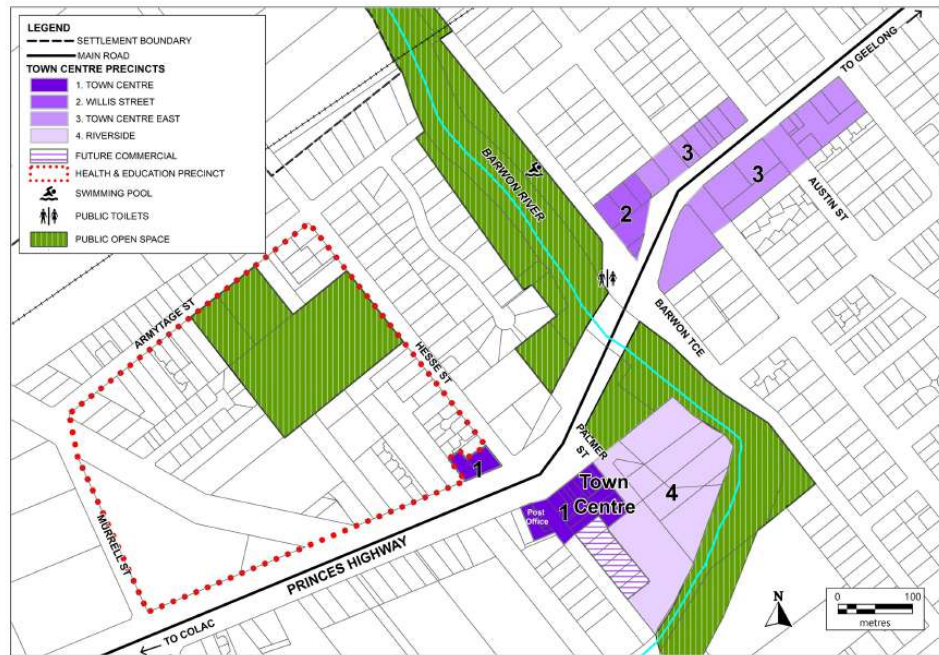 LEGEND
SETTLEMENT BOUNDARY
MAIN ROAD
TOWN CENTRE PRECINCTS
1. TOWN CENTRE
2. WILLIS STREET
3. TOWN CENTRE EAST
4. RIVERSIDE
FUTURE COMMERCIAL
HEALTH & EDUCATION PRECINCT
SWIMMING POOL
PUBLIC TOILETS
PUBLIC OPEN SPACE
TO GEELONG
BARWON RIVER
3
3
2
AUSTIN ST
BARWON TCE
ARMYTAGE ST
HESSE ST
PALMER
ST
1
Town
Centre
4
Post
Office
1
MURRELL ST
PRINCES HIGHWAY
TO COLAC
N
0 100
metres